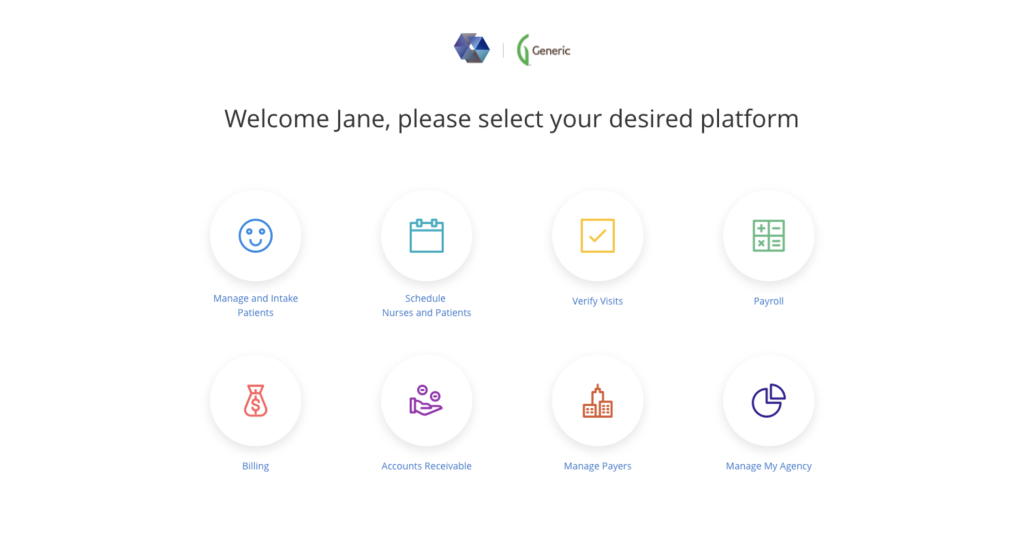 Generic
Welcome Jane, please select your desired platform
Manage and Intake
Patients
Schedule
Nurses and Patients
Verify Visits
Payroll
Billing
Accounts Receivable
Manage Payers
Manage My Agency